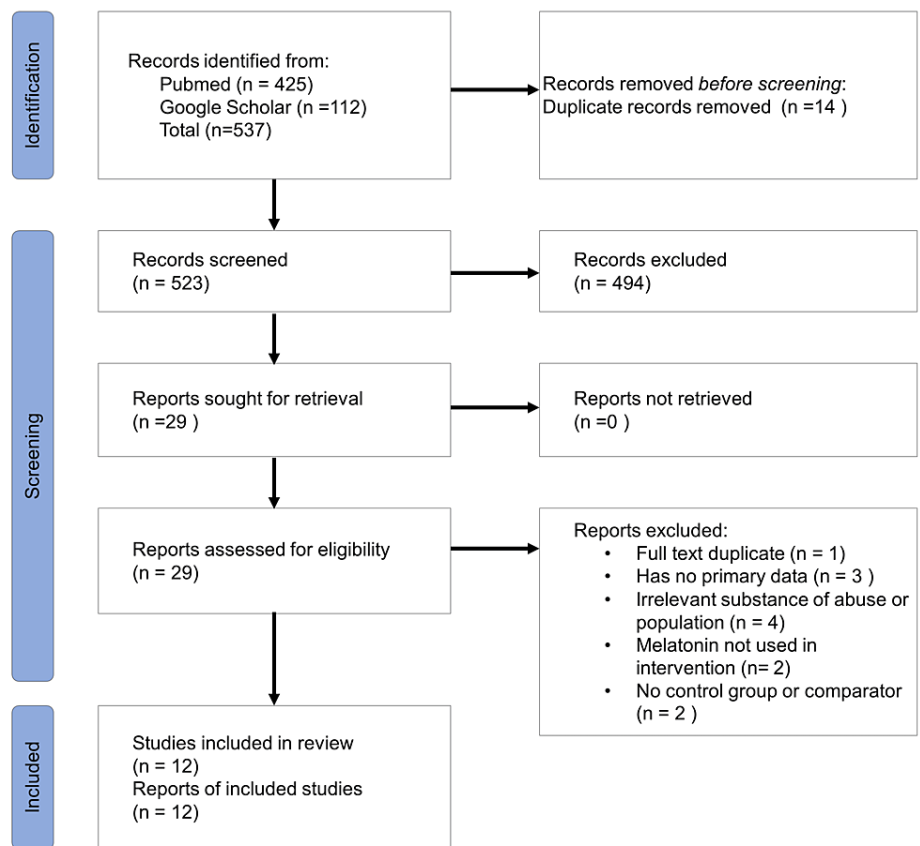 Identification
Records identified from:
Pubmed (n = 425)
Google Scholar (n =112)
Total (n=537)
Records removed before screening:
Duplicate records removed (n =14 )
Screening
Records screened
(n = 523)
Records excluded
(n = 494)
Reports sought for retrieval
(n =29 )
Reports not retrieved
(n =0 )
Reports assessed for eligibility
(n = 29)
Reports excluded:
• Full text duplicate (n = 1)
• Has no primary data (n = 3 )
• Irrelevant substance of abuse or
population (n = 4)
• Melatonin not used in
intervention (n= 2)
• No control group or comparator
(n = 2 )
Included
Studies included in review
(n = 12)
Reports of included studies
(n = 12)